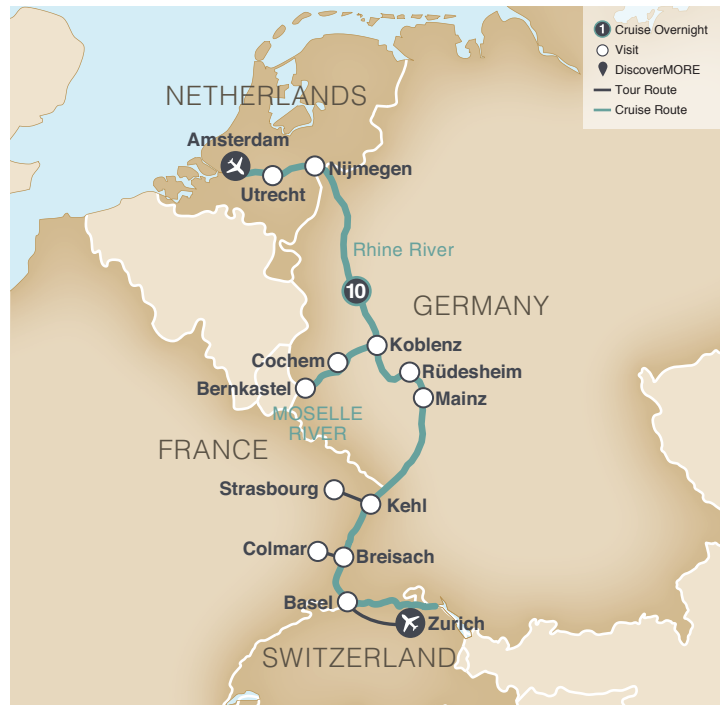 1 Cruise Overnight
Visit
DiscoverMORE
Tour Route
Cruise Route
NETHERLANDS
Amsterdam
Nijmegen
Utrecht
Rhine River
10
GERMANY
Koblenz
Cochem
Rüdesheim
Bernkastel
Mainz
MOSELLE
RIVER
FRANCE
Strasbourg
Kehl
Colmar
Breisach
Basel
Zurich
SWITZERLAND